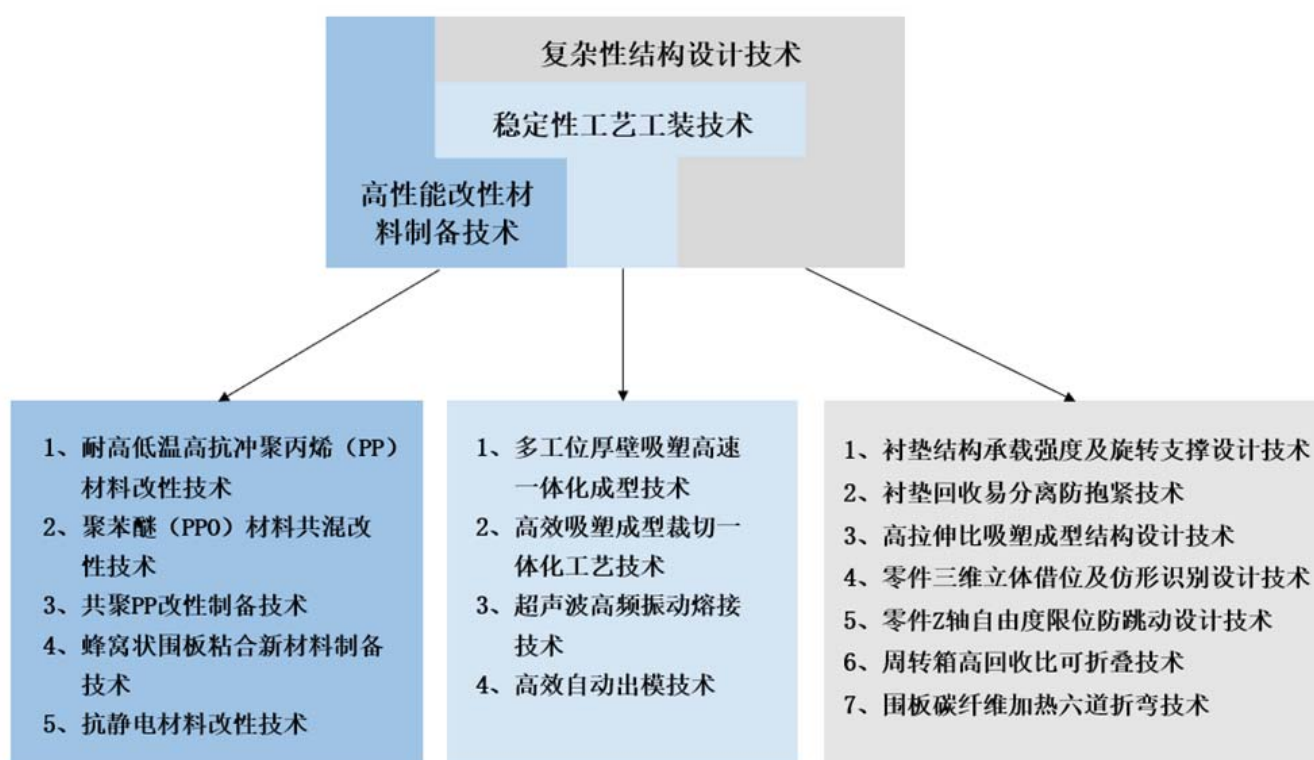 复杂性结构设计技术
稳定性工艺工装技术
高性能改性材
料制备技术
1、耐高低温高抗冲聚丙烯（PP）
材料改性技术
2、聚苯醚（PPO）材料共混改
性技术
3、共聚PP改性制备技术
4、蜂窝状围板粘合新材料制备
技术
5、抗静电材料改性技术
1、多工位厚壁吸塑高速
一体化成型技术
2、高效吸塑成型裁切一
体化工艺技术
3、超声波高频振动熔接
技术
4、高效自动出模技术
1、衬垫结构承载强度及旋转支撑设计技术
2、衬垫回收易分离防抱紧技术
3、高拉伸比吸塑成型结构设计技术
4、零件三维立体借位及仿形识别设计技术
5、零件Z轴自由度限位防跳动设计技术
6、周转箱高回收比可折叠技术
7、围板碳纤维加热六道折弯技术